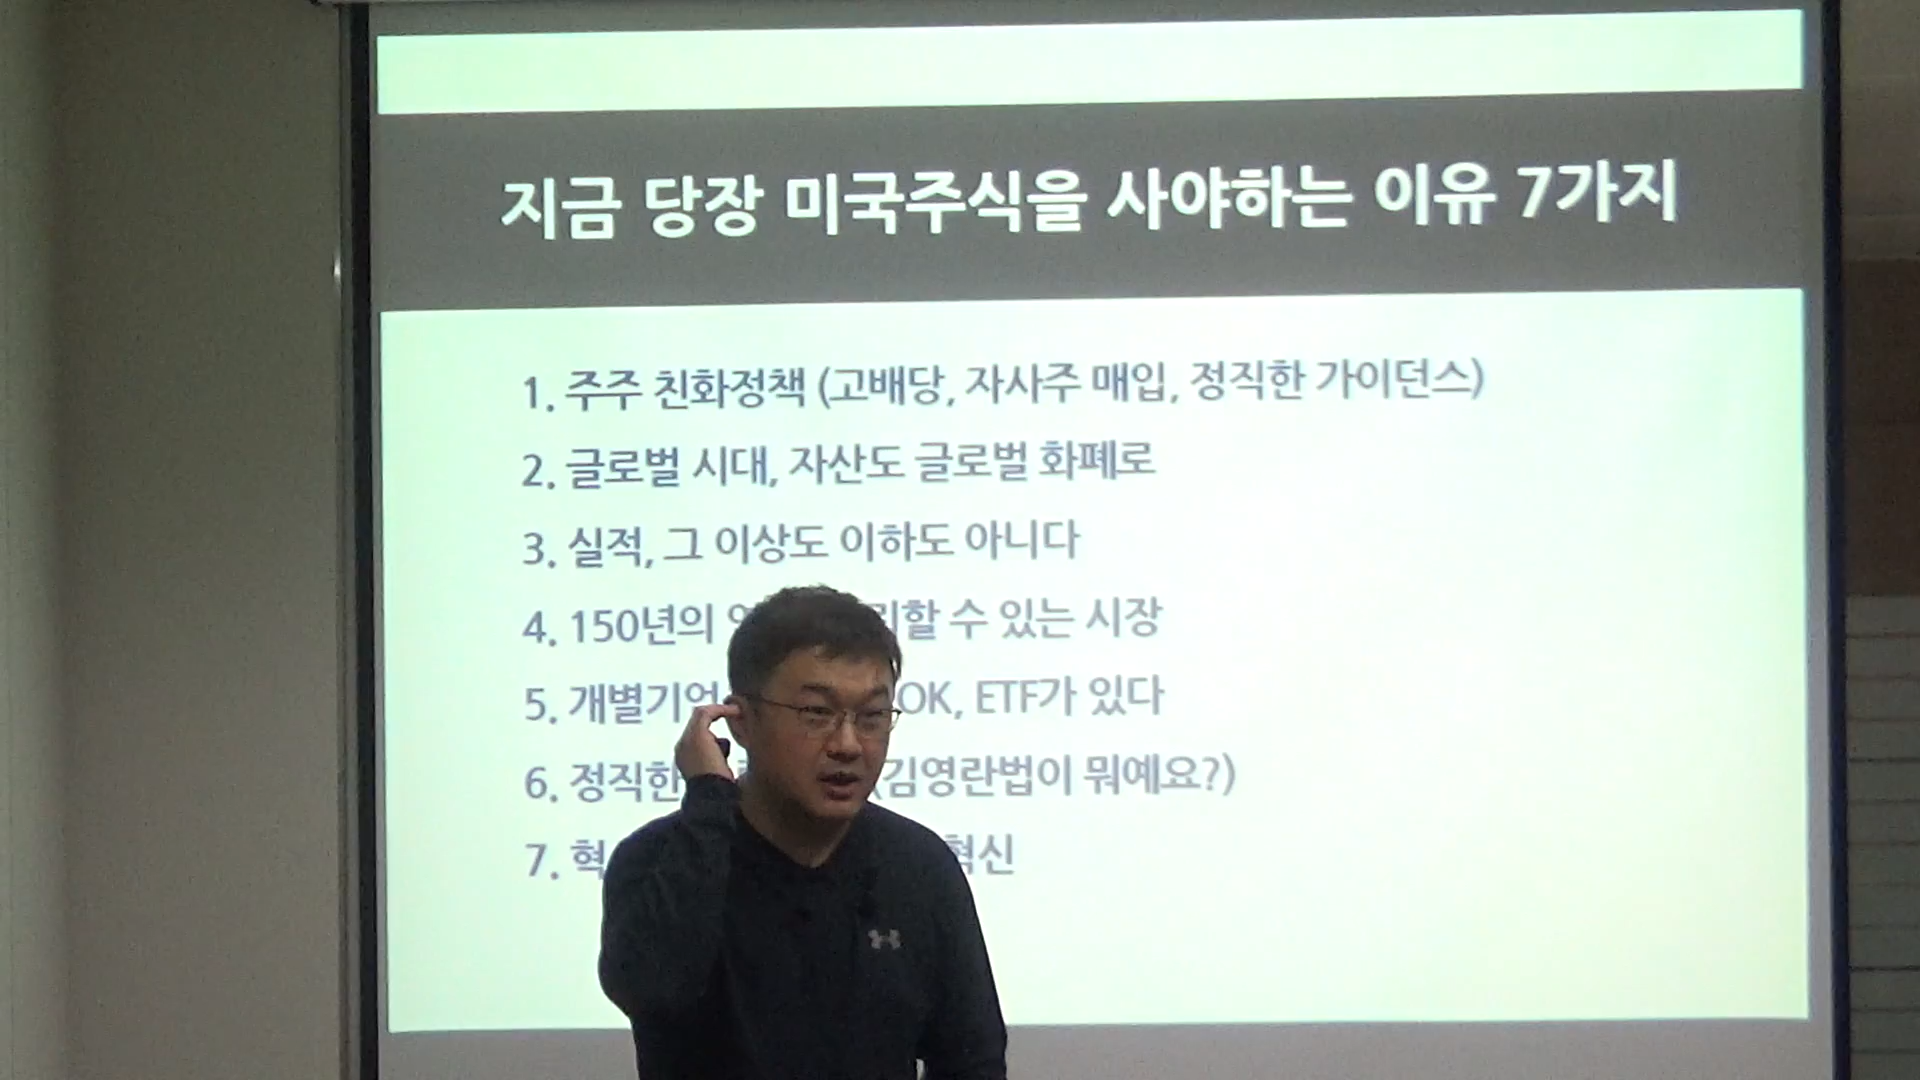 지금 당장 미국주식을 사야하는 이유 7가지
1. 주주 친화정책 (고배당, 자사주 매입, 정직한 가이던스)
2. 글로벌 시대, 자산도 글로벌 화폐로
3. 실적, 그 이상도 이하도 아니다
4. 150년의 할 수 있는 시장
5. 개별기업 OK, ETF가 있다
6. 정직한 (김영란법이 뭐예요?)
7. 혁신